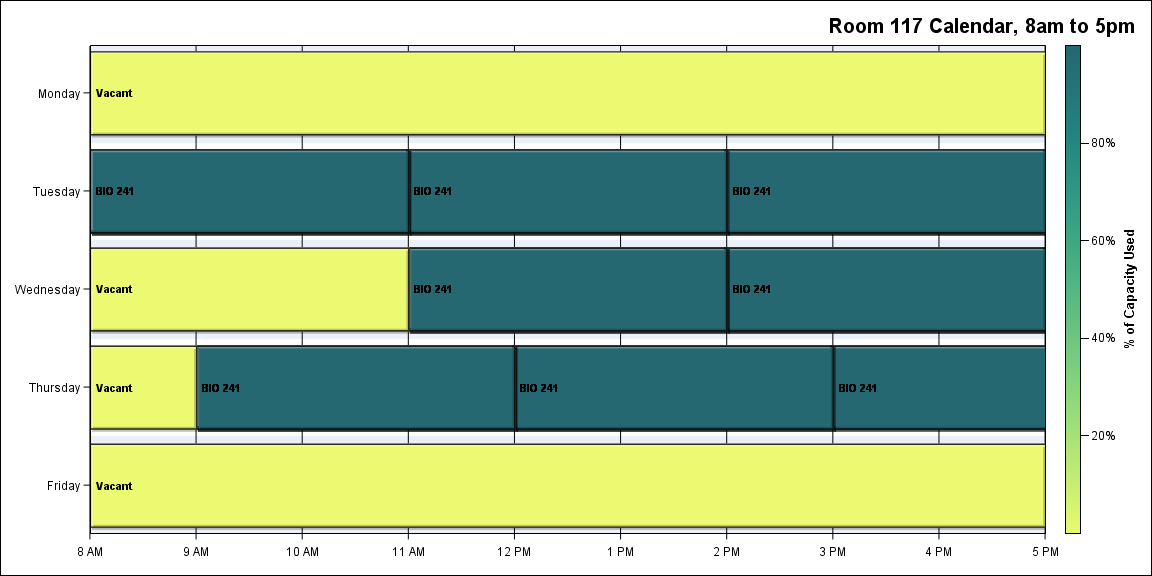 Room 117 Calendar, 8am to 5pm
Monday
Vacant
Tuesday
BIO 241
BIO 241
BIO 241
Wednesday
Vacant
BIO 241
BIO 241
Thursday
Vacant
BIO 241
BIO 241
BIO 241
Friday
Vacant
8 AM
9 AM
10 AM
11 AM
12 PM
1 PM
2 PM
3 PM
4 PM
5 PM
80%
60%
40%
20%
% of Capacity Used